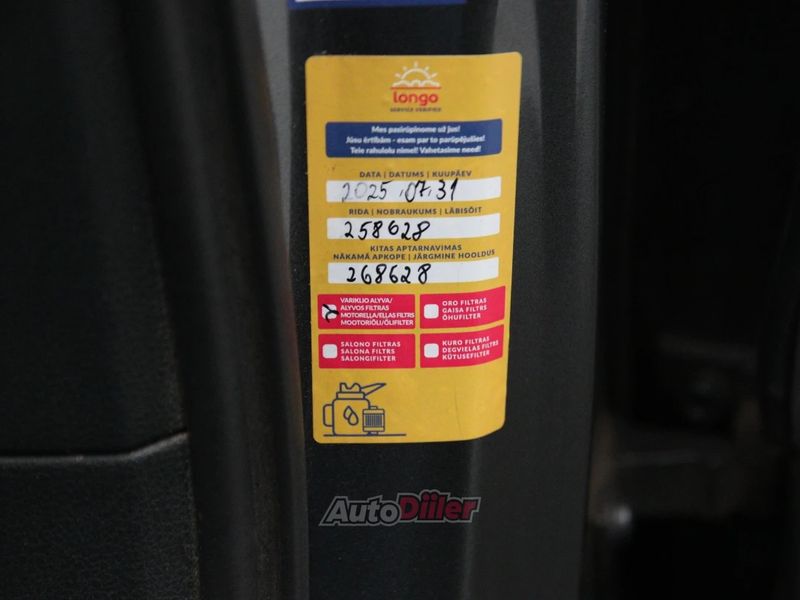 longo
Mes pasirūpinome už jus!
Jūsu ērtībām - esam par to parūpējušies!
Teie rahulolu nimel! Vahetasime need!
DATA | DATUMS | KUUPÄEV
2025.07.31
RIDA | NOBRAUKUMS | LÄBISÕIT
258628
KITAS APTARNAVIMAS
NĀKAMĀ APKOPE | JÄRGMINE HOOLDUS
268628
VARIKLIO ALYVA/
ALYVOS FILTRAS
MOTOREĻĻA/EĻĻAS FILTRS
MOOTORIÕLI/ÕLIFILTER
ORO FILTRAS
GAISA FILTRS
ÕHUFILTER
SALONO FILTRAS
SALONA FILTRS
SALONGIFILTER
KURO FILTRAS
DEGVIELAS FILTRS
KÜTUSEFILTER
AutoDiiler